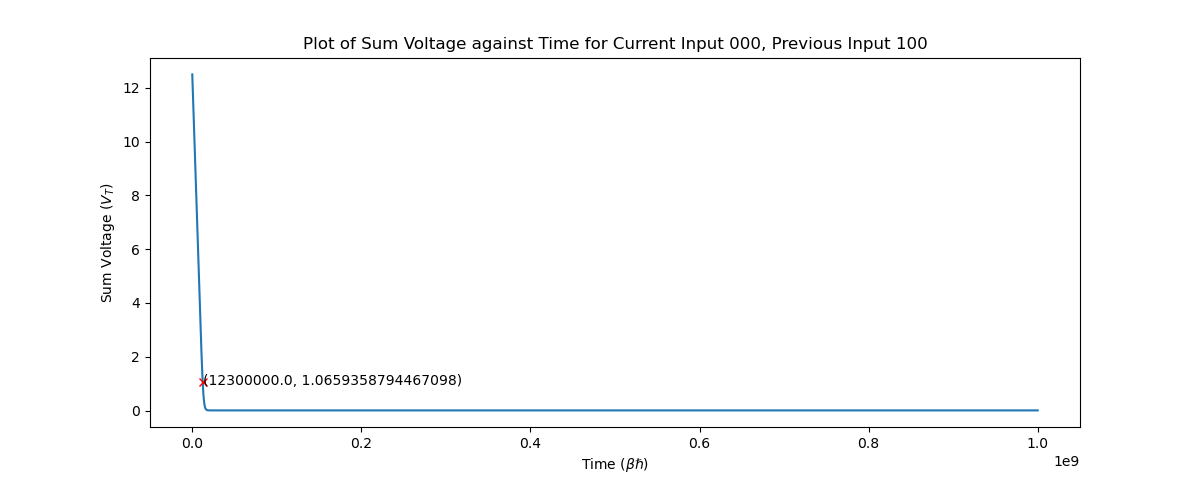 Plot of Sum Voltage against Time for Current Input 000, Previous Input 100
Sum Voltage (V_T)
12
10
8
6
4
2
0
(12300000.0, 1.0659358794467098)
0.0 0.2 0.4 0.6 0.8 1.0
1e9
Time (βℏ)